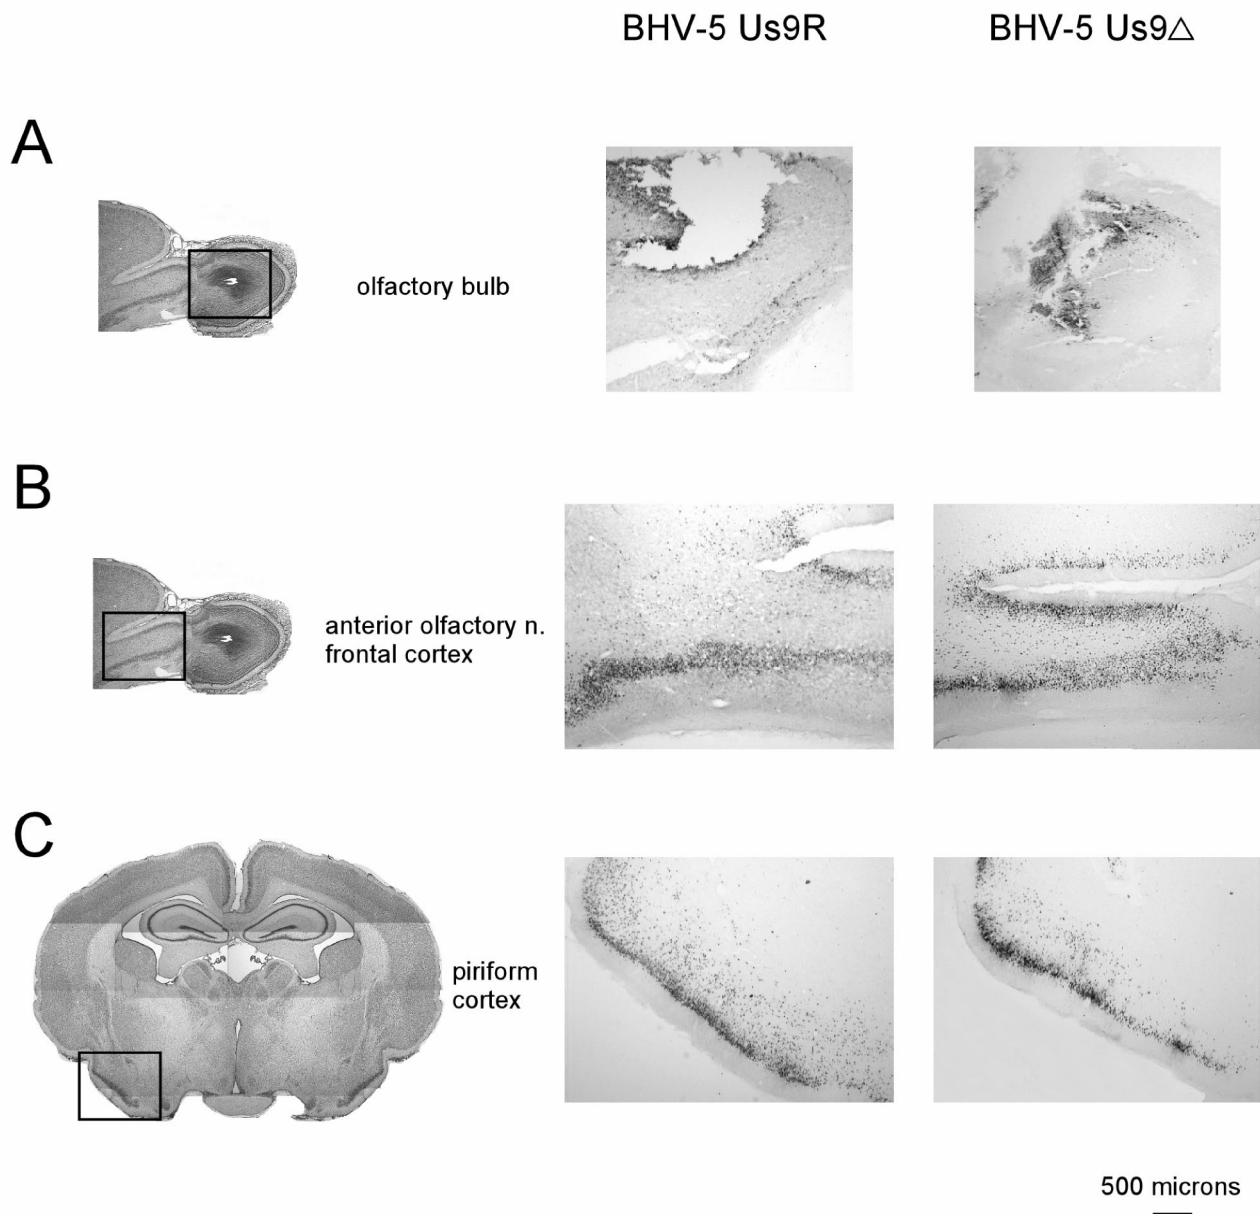 BHV-5 Us9R
BHV-5 Us9△
A
olfactory bulb
B
anterior olfactory n.
frontal cortex
C
piriform
cortex
500 microns